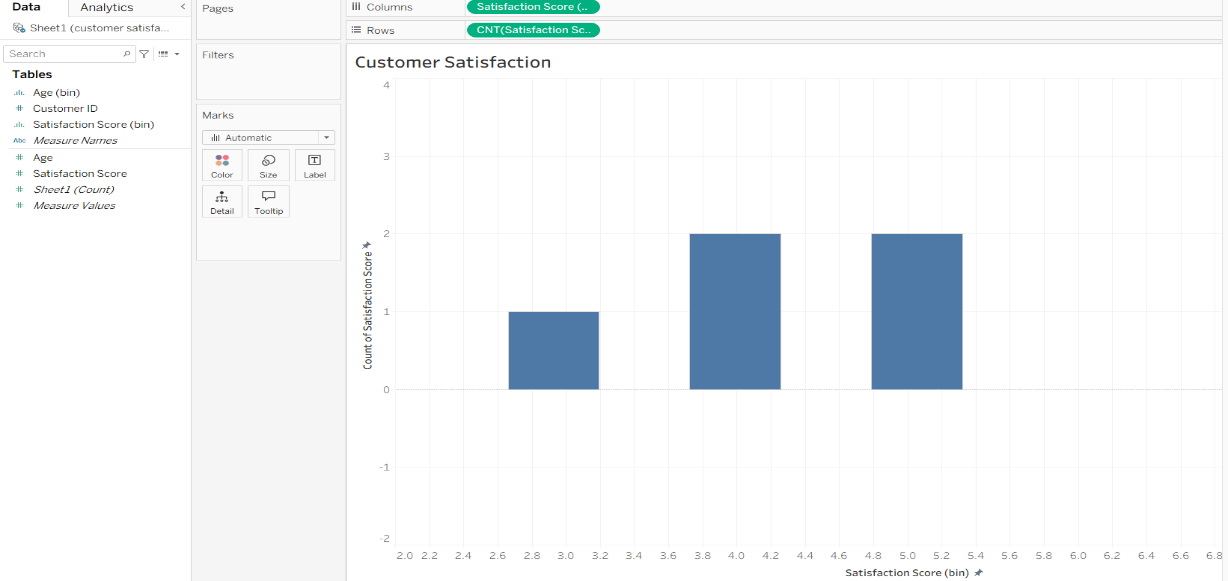 Data Analytics <
Sheet1 (customer satisfa...
Search
Tables
Age (bin)
Customer ID
Satisfaction Score (bin)
Abc Measure Names
Age
Satisfaction Score
Sheet1 (Count)
Measure Values
Pages
Filters
Marks
Automatic
Color Size Label
Detail Tooltip
Columns Satisfaction Score (..
Rows CNT(Satisfaction Sc..
Customer Satisfaction
4
3
2
1
0
-1
-2
Count of Satisfaction Score
2.0 2.2 2.4 2.6 2.8 3.0 3.2 3.4 3.6 3.8 4.0 4.2 4.4 4.6 4.8 5.0 5.2 5.4 5.6 5.8 6.0 6.2 6.4 6.6 6.8
Satisfaction Score (bin)